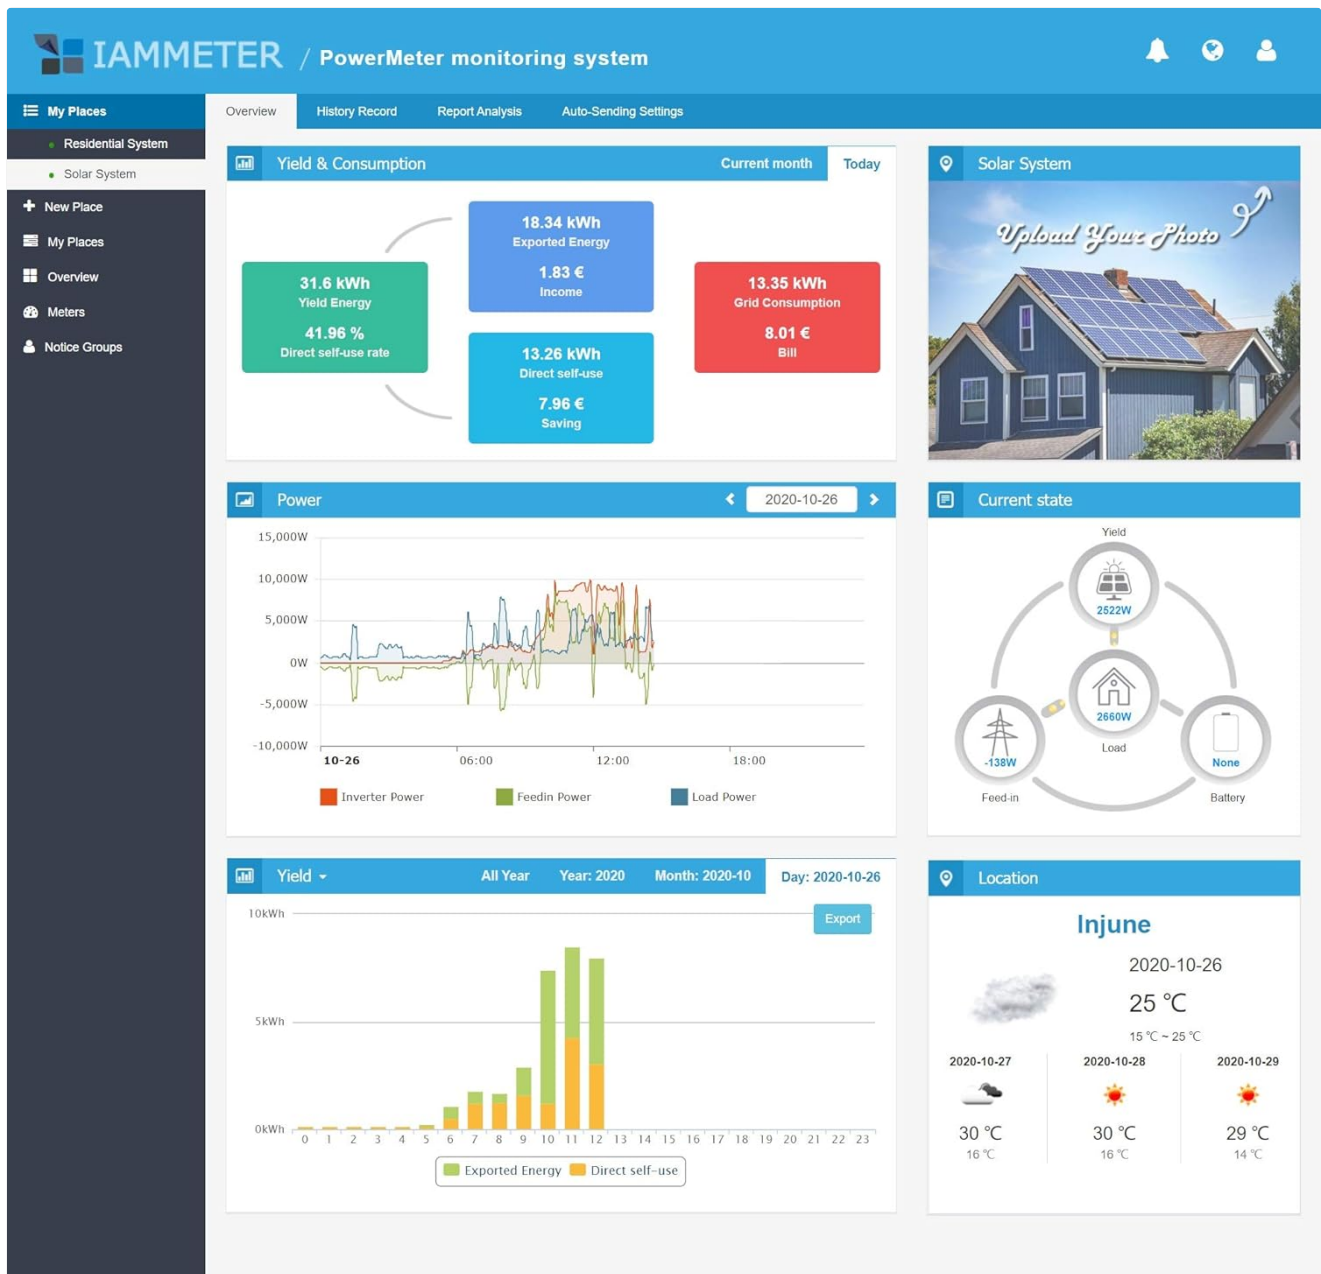 IAMMETER / PowerMeter monitoring system
My Places
Residential System
Solar System
New Place
My Places
Overview
Meters
Notice Groups
Overview History Record Report Analysis Auto-Sending Settings
Yield & Consumption Current month Today
31.6 kWh
Yield Energy
41.96 %
Direct self-use rate
18.34 kWh
Exported Energy
1.83 €
Income
13.26 kWh
Direct self-use
7.96 €
Saving
13.35 kWh
Grid Consumption
8.01 €
Bill
Solar System
Upload Your Photo
Power 2020-10-26
15,000W
10,000W
5,000W
0W
-5,000W
-10,000W
10-26 06:00 12:00 18:00
Inverter Power Feedin Power Load Power
Current state
Yield
2522W
2660W
Load
-138W
Feed-in
None
Battery
Yield All Year Year: 2020 Month: 2020-10 Day: 2020-10-26
Export
10kWh
5kWh
0kWh
0 1 2 3 4 5 6 7 8 9 10 11 12 13 14 15 16 17 18 19 20 21 22 23
Exported Energy Direct self-use
Location
Injune
2020-10-26
25 ℃
15 ℃ ~ 25 ℃
2020-10-27 2020-10-28 2020-10-29
30 ℃ 30 ℃ 29 ℃
16 ℃ 16 ℃ 14 ℃